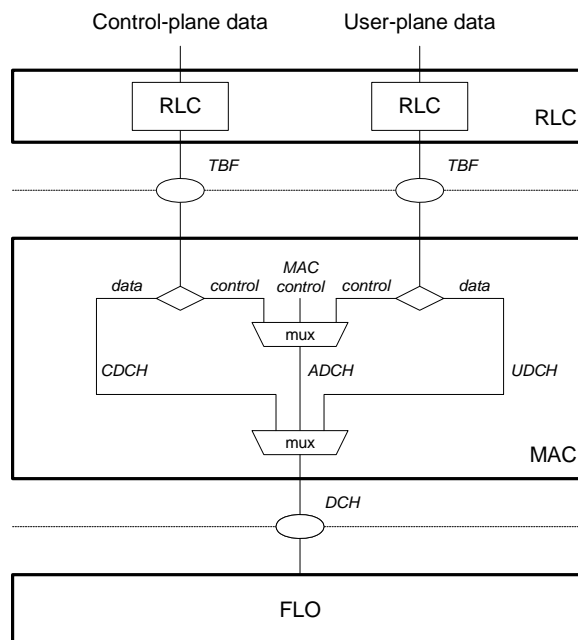 Control-plane data
User-plane data
RLC
RLC
RLC
TBF
TBF
MAC
control
data
control
control
data
mux
CDCH
ADCH
UDCH
mux
MAC
DCH
FLO